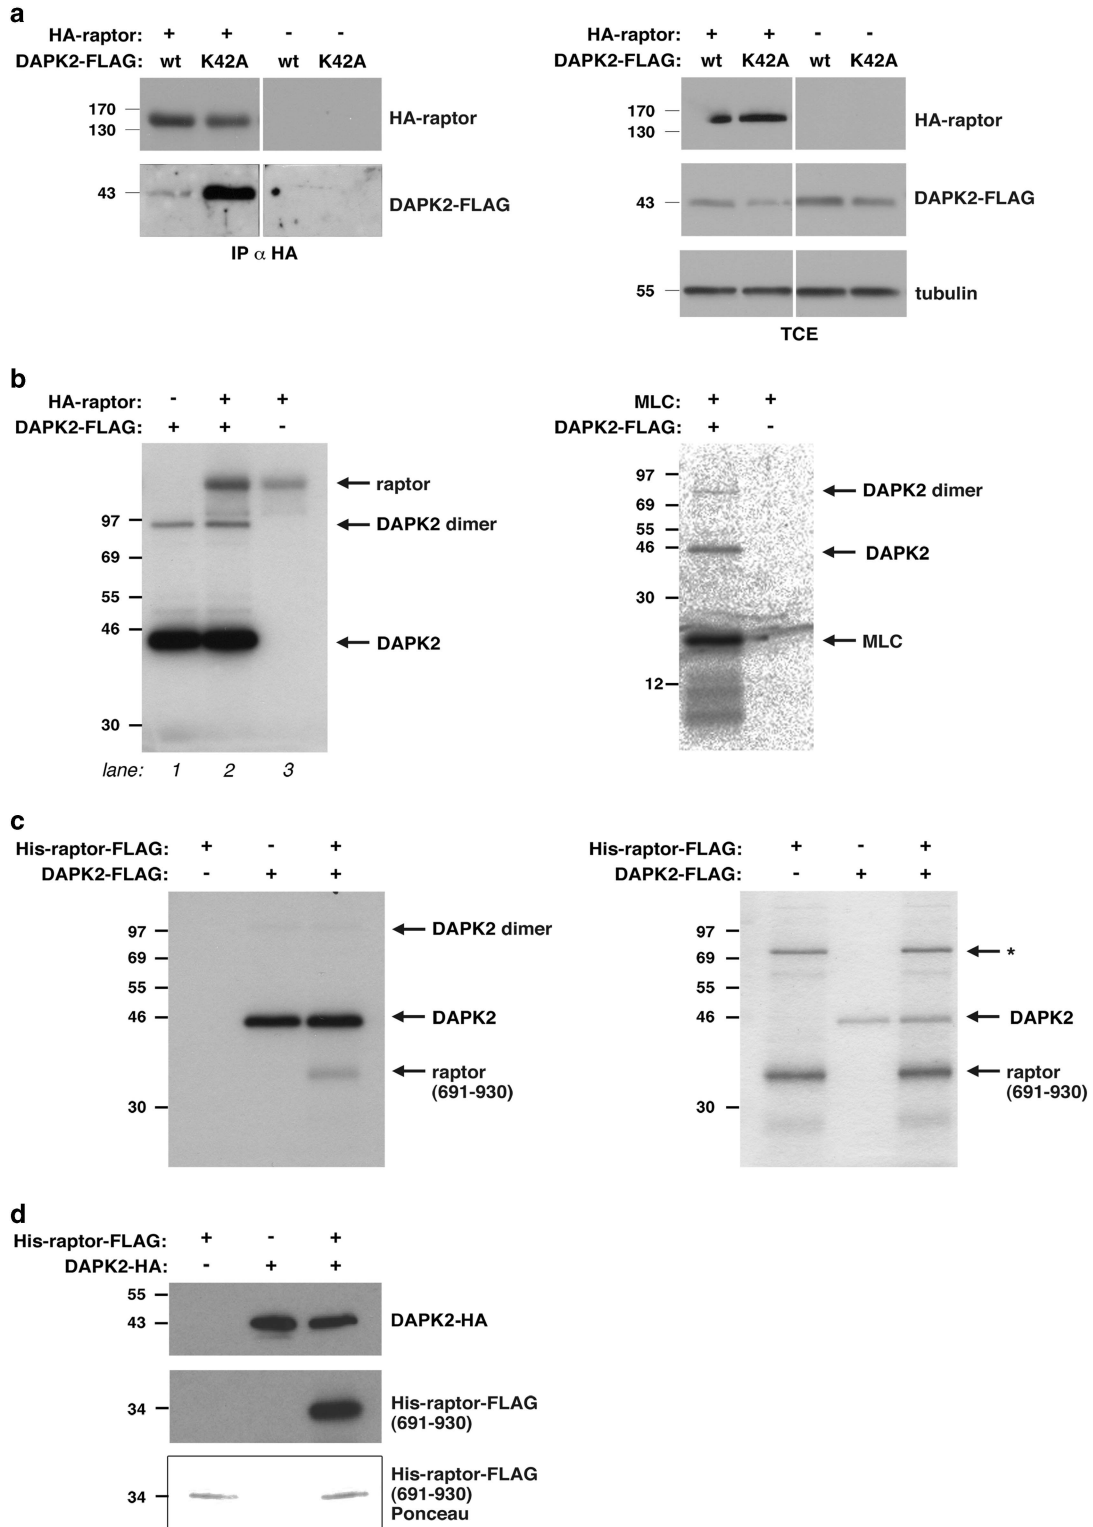 a
HA-raptor: + + - -
DAPK2-FLAG: wt K42A wt K42A
170
130
HA-raptor
43
DAPK2-FLAG
IP α HA
HA-raptor: + + - -
DAPK2-FLAG: wt K42A wt K42A
170
130
HA-raptor
43
DAPK2-FLAG
55
tubulin
TCE
b
HA-raptor: - + +
DAPK2-FLAG: + + -
raptor
97
DAPK2 dimer
69
55
46
DAPK2
30
lane: 1 2 3
MLC: + +
DAPK2-FLAG: + -
97
DAPK2 dimer
69
55
46
DAPK2
30
MLC
12
c
His-raptor-FLAG: + - +
DAPK2-FLAG: - + +
97
DAPK2 dimer
69
55
46
DAPK2
raptor
(691-930)
30
His-raptor-FLAG: + - +
DAPK2-FLAG: - + +
97
*
69
55
46
DAPK2
raptor
(691-930)
30
d
His-raptor-FLAG: + - +
DAPK2-HA: - + +
55
43
DAPK2-HA
34
His-raptor-FLAG
(691-930)
His-raptor-FLAG
34
(691-930)
Ponceau